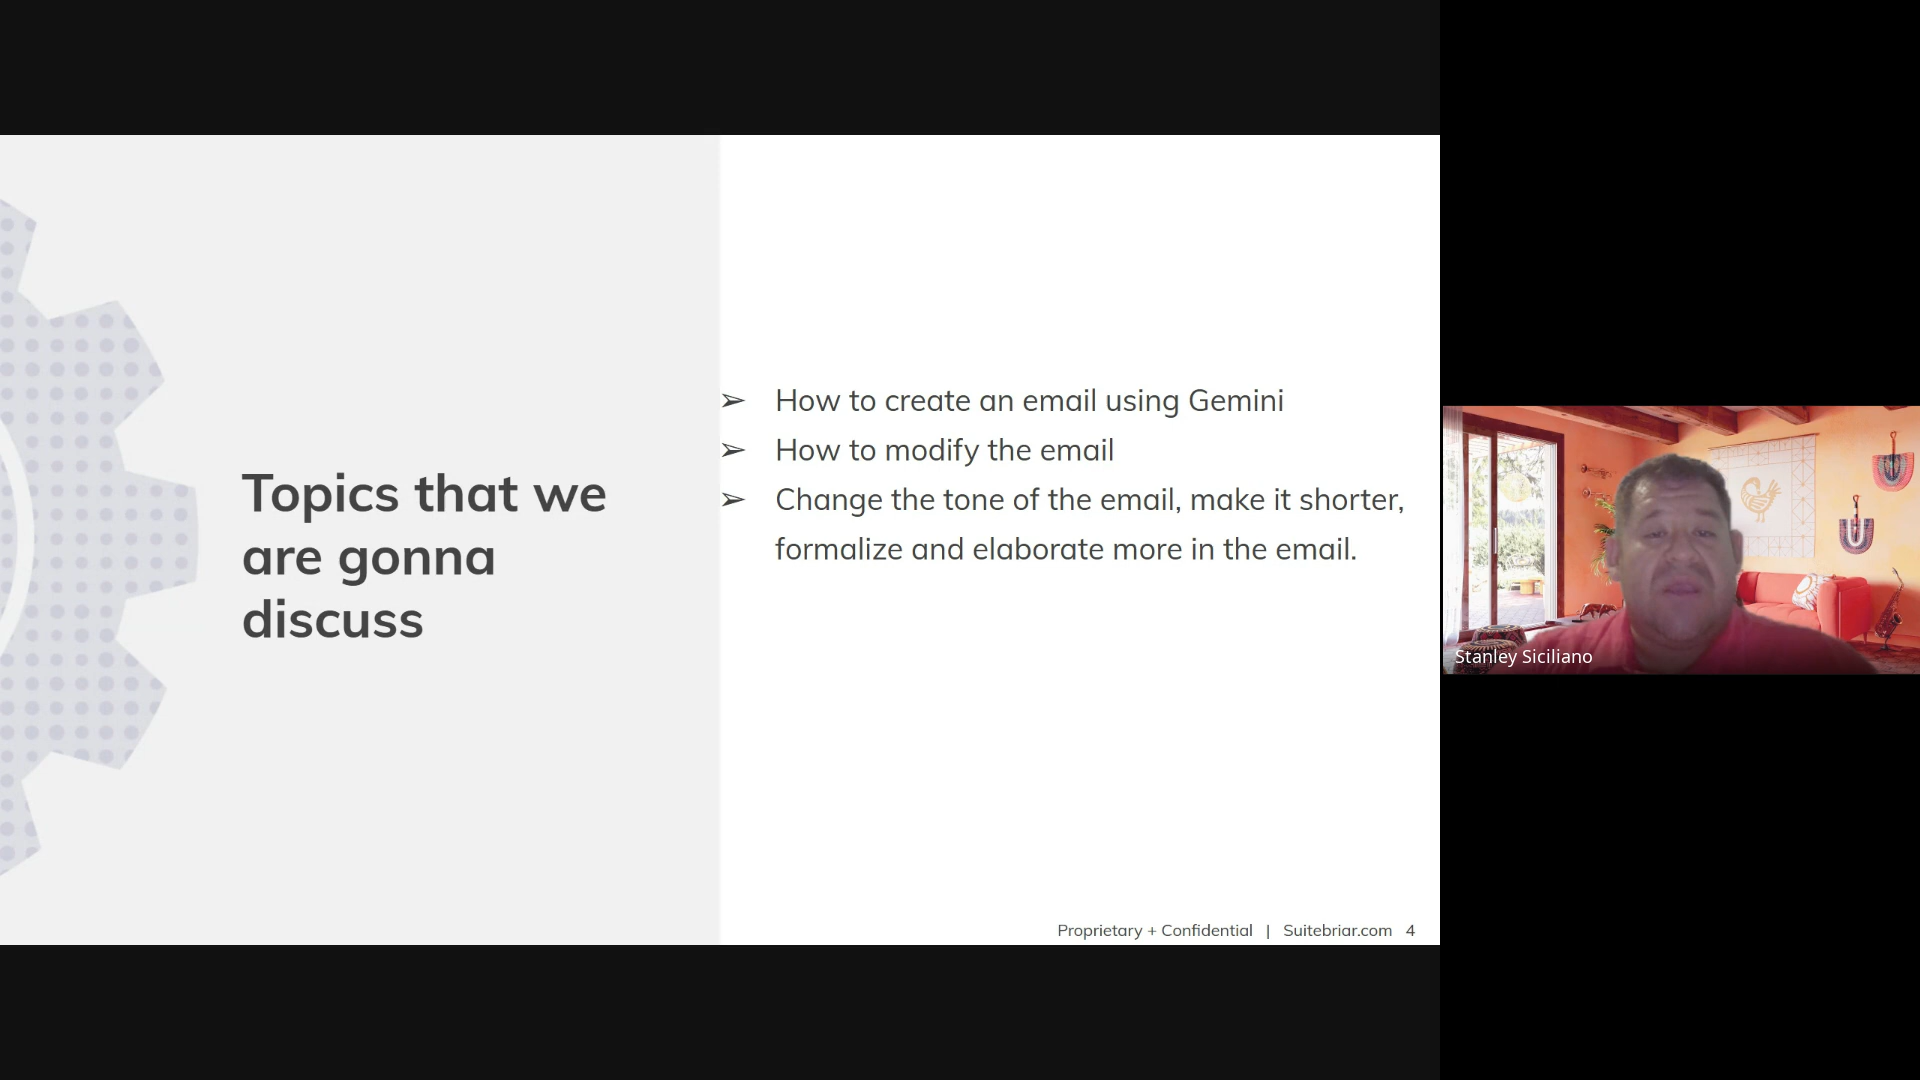 Topics that we
are gonna
discuss
➢ How to create an email using Gemini
➢ How to modify the email
➢ Change the tone of the email, make it shorter,
formalize and elaborate more in the email.
Proprietary + Confidential | Suitebriar.com 4
Stanley Siciliano